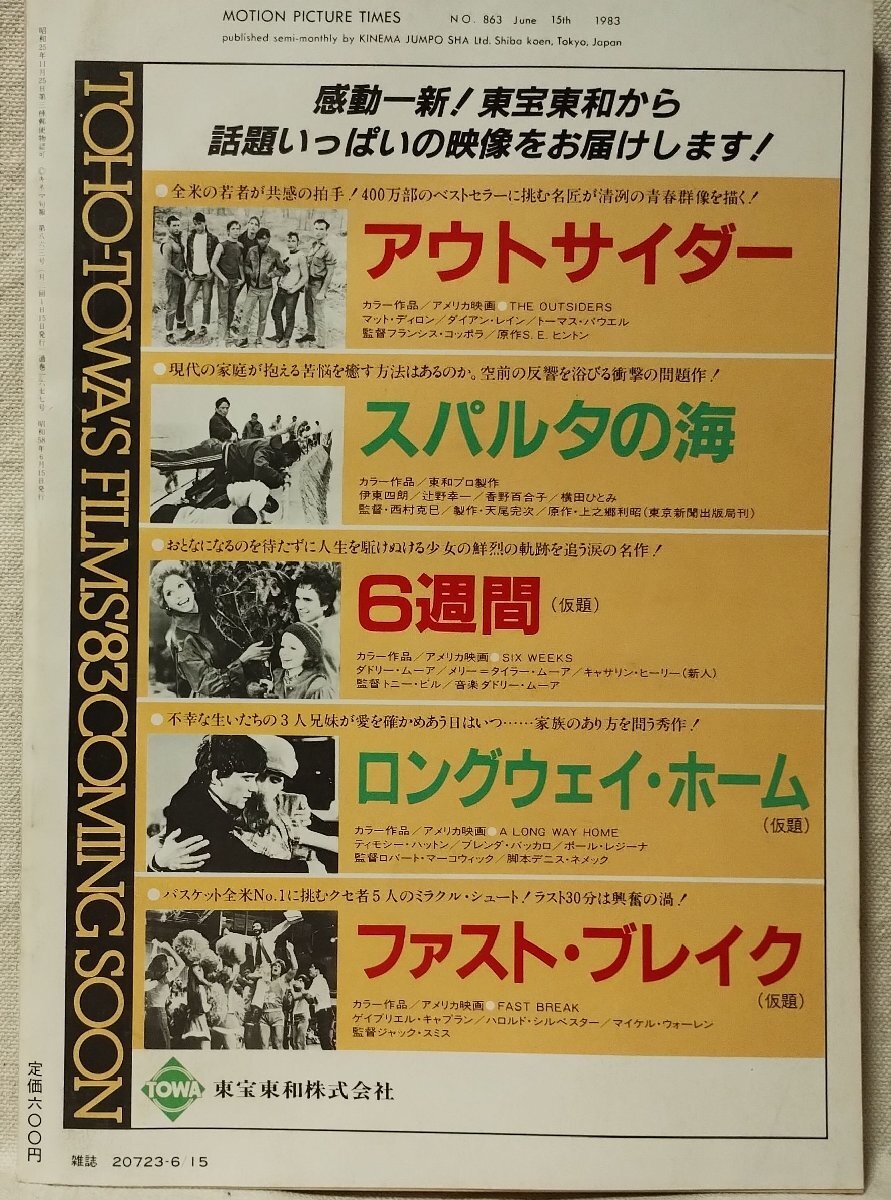 MOTION PICTURE TIMES NO. 863 June 15th 1983
published semi-monthly by KINEMA JUMPO SHA Ltd. Shiba koen, Tokyo, Japan
TOHO-TOWA'S FILMS'83 COMING SOON
感動一新!東宝東和から
話題いっぱいの映像をお届けします!
●全米の若者が共感の拍手!400万部のベストセラーに挑む名匠が清冽の青春群像を描く!
アウトサイダー
カラー作品/アメリカ映画●THE OUTSIDERS
マット・ディロン/ダイアン・レイン/トーマス・ハウエル
監督フランシス・コッポラ/原作S.E.ヒントン
●現代の家庭が抱える苦悩を癒す方法はあるのか。空前の反響を浴びる衝撃の問題作!
スパルタの海
カラー作品/東和プロ製作
伊東四朗/辻野幸一/香野百合子/横田ひとみ
監督・西村克巳/製作・天尾完次/原作・上之郷利昭(東京新聞出版局刊)
●おとなになるのを待たずに人生を駈けぬける少女の鮮烈の軌跡を追う涙の名作!
6週間(仮題)
カラー作品/アメリカ映画●SIX WEEKS
ダドリー・ムーア/メリー=タイラー・ムーア/キャサリン・ヒーリー(新人)
監督トニー・ビル/音楽ダドリー・ムーア
●不幸な生いたちの3人兄妹が愛を確かめあう日はいつ……家族のあり方を問う秀作!
ロングウェイ・ホーム
(仮題)
カラー作品/アメリカ映画●A LONG WAY HOME
ティモシー・ハットン/ブレンダ・バッカロ/ポール・レジーナ
監督ロバート・マーコウィック/脚本デニス・ネメック
●バスケット全米No.1に挑むクセ者5人のミラクル・シュート!ラスト30分は興奮の渦!
ファスト・ブレイク
(仮題)
カラー作品/アメリカ映画●FAST BREAK
ゲイブリエル・キャプラン/ハロルド・シルベスター/マイケル・ウォーレン
監督ジャック・スミス
TOWA 東宝東和株式会社
定価六〇〇円
雑誌 20723-6/15